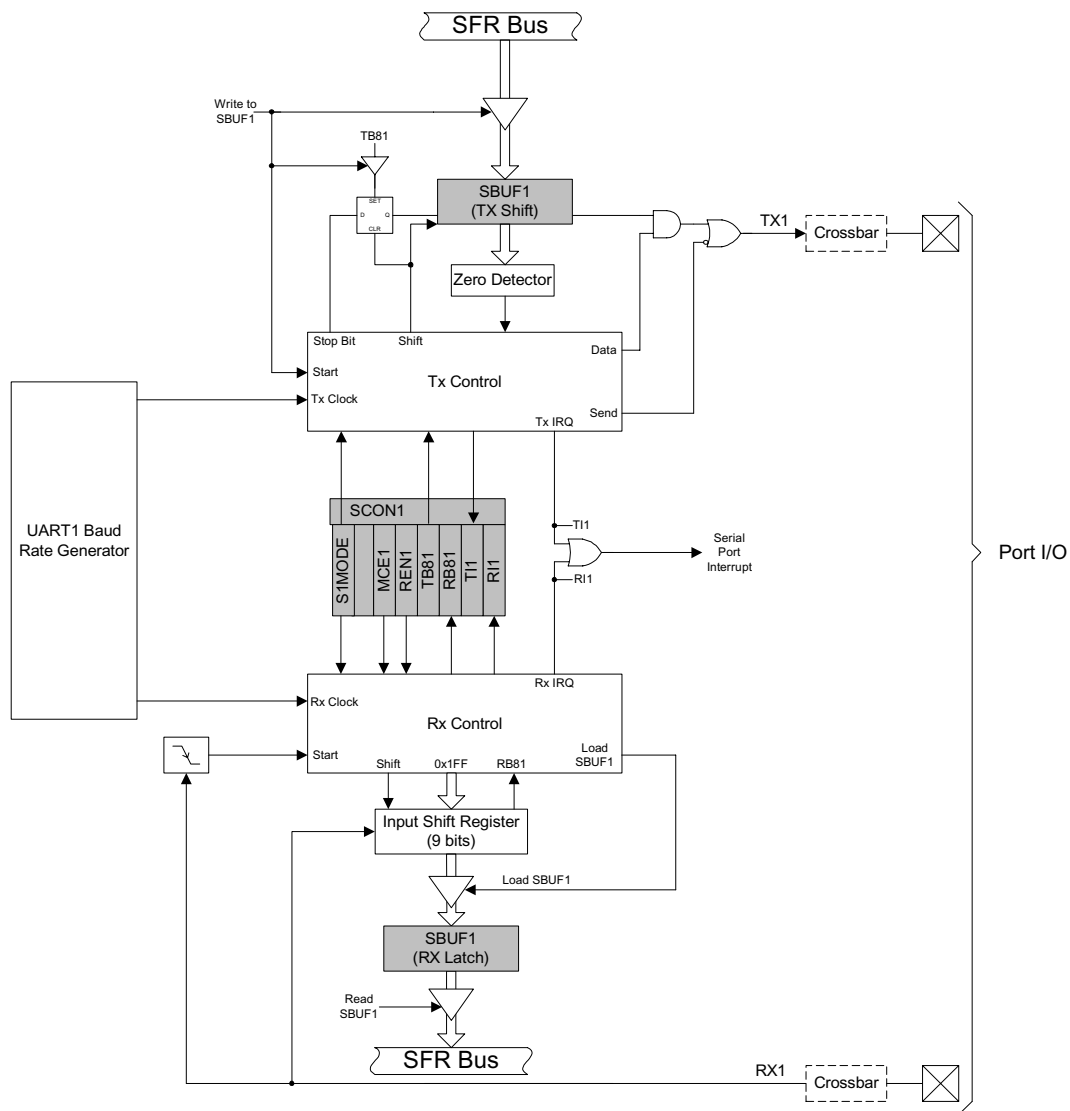 SFR Bus
Write to
SBUF1
TB81
SET
D
Q
CLR
SBUF1
(TX Shift)
TX1
Crossbar
Zero Detector
Stop Bit
Shift
Data
Start
Tx Control
Tx Clock
Send
Tx IRQ
UART1 Baud
Rate Generator
SCON1
S1MODE
MCE1
REN1
TB81
RB81
TI1
RI1
TI1
RI1
Serial
Port
Interrupt
Port I/O
Rx IRQ
Rx Clock
Rx Control
Start
Load
SBUF1
Shift
0x1FF
RB81
Input Shift Register
(9 bits)
Load SBUF1
SBUF1
(RX Latch)
Read
SBUF1
SFR Bus
RX1
Crossbar